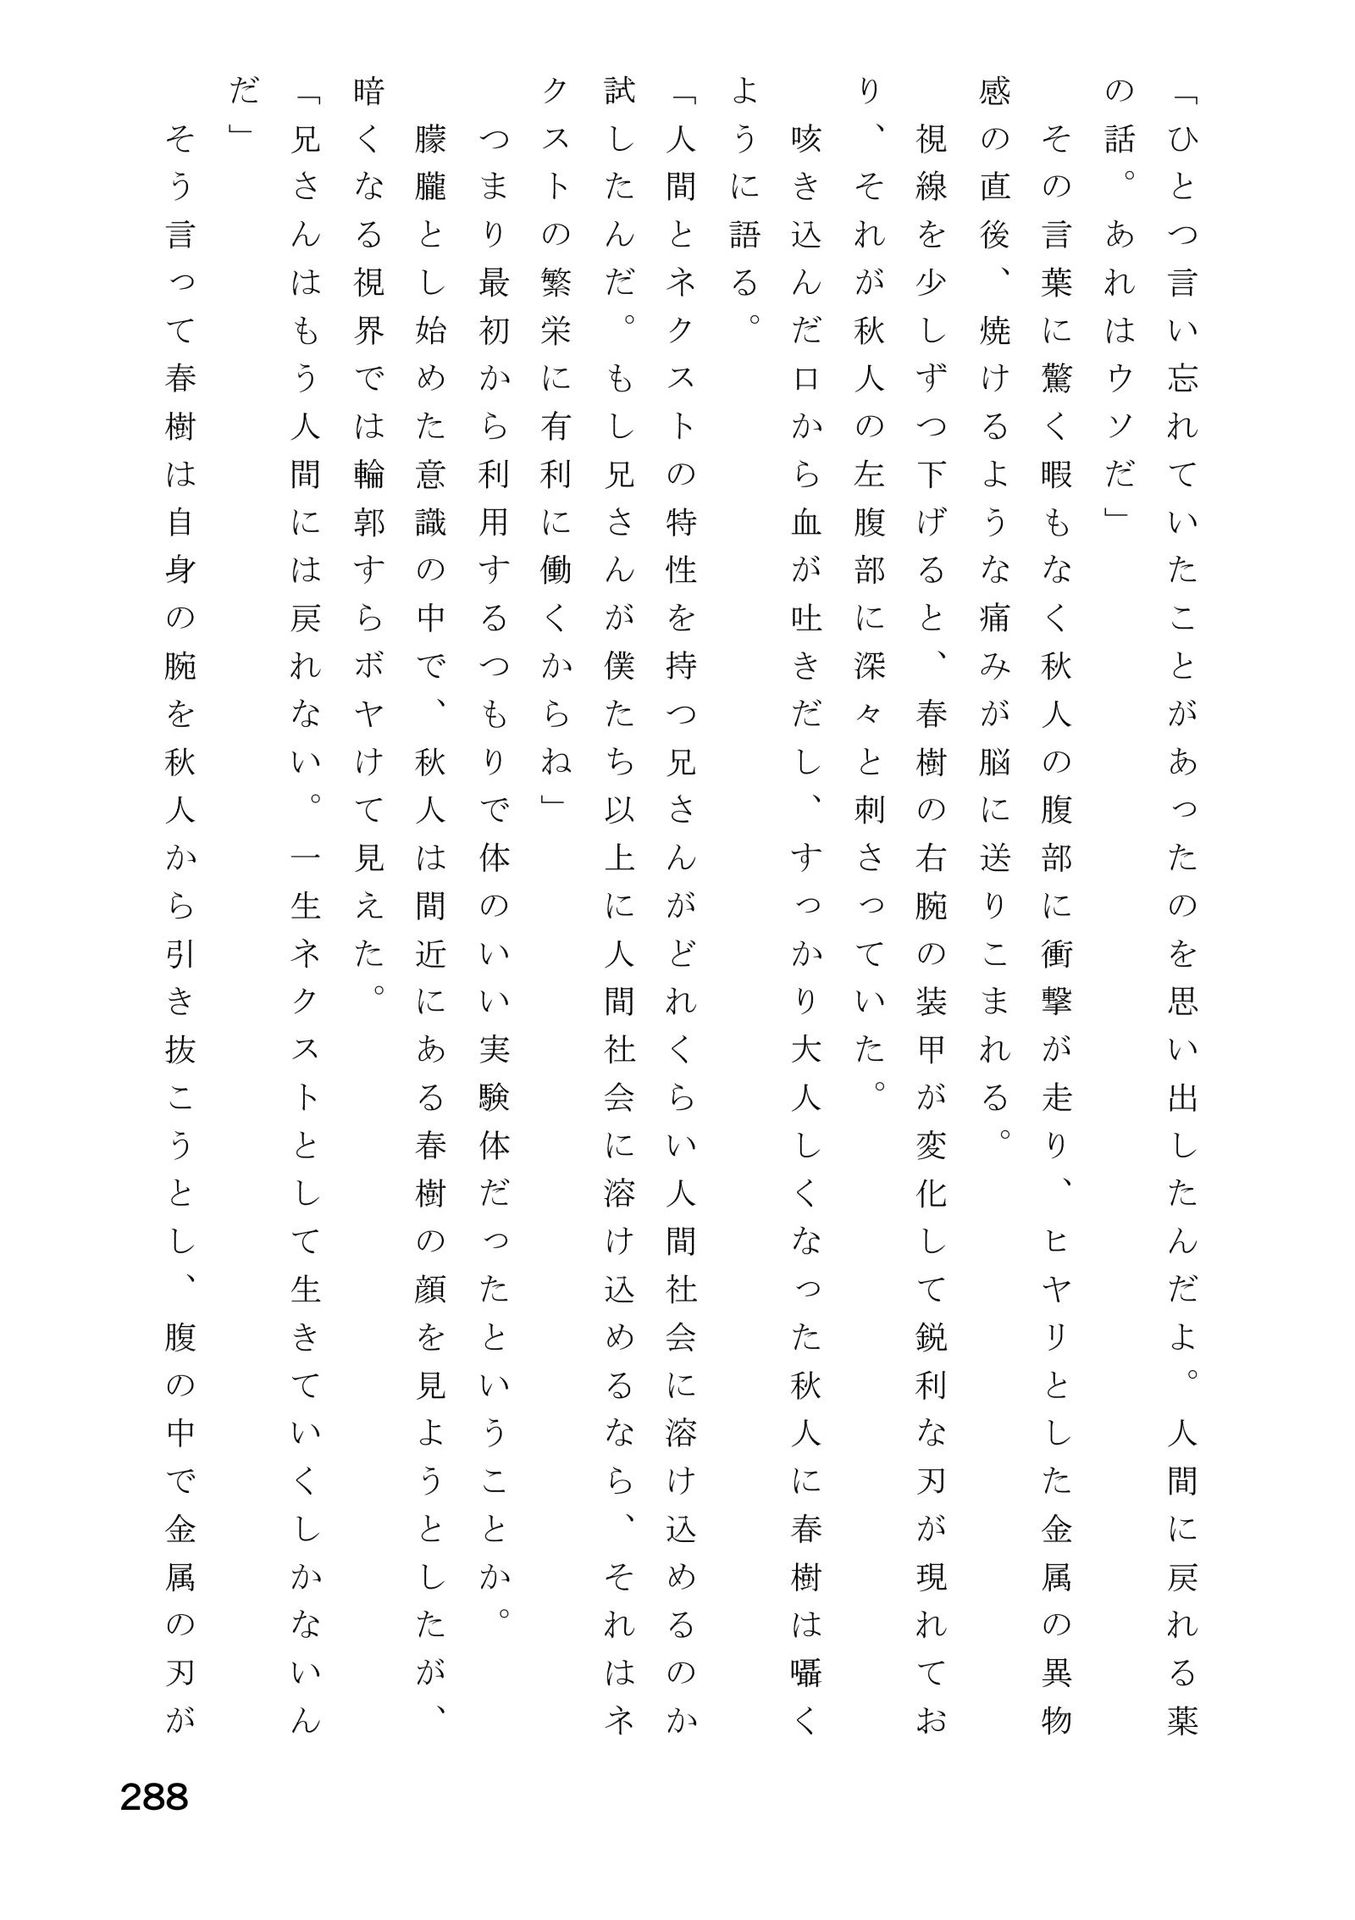 「ひとつ言い忘れていたことがあったのを思い出したんだよ。人間に戻れる薬
の話。あれはウソだ」
　その言葉に驚く暇もなく秋人の腹部に衝撃が走り、ヒヤリとした金属の異物
感の直後、焼けるような痛みが脳に送りこまれる。
　視線を少しずつ下げると、春樹の右腕の装甲が変化して鋭利な刃が現れてお
り、それが秋人の左腹部に深々と刺さっていた。
　咳き込んだ口から血が吐きだし、すっかり大人しくなった秋人に春樹は囁く
ように語る。
「人間とネクストの特性を持つ兄さんがどれくらい人間社会に溶け込めるのか
試したんだ。もし兄さんが僕たち以上に人間社会に溶け込めるなら、それはネ
クストの繁栄に有利に働くからね」
　つまり最初から利用するつもりで体のいい実験体だったということか。
　朦朧とし始めた意識の中で、秋人は間近にある春樹の顔を見ようとしたが、
暗くなる視界では輪郭すらボヤけて見えた。
「兄さんはもう人間には戻れない。一生ネクストとして生きていくしかないん
だ」
　そう言って春樹は自身の腕を秋人から引き抜こうとし、腹の中で金属の刃が
288